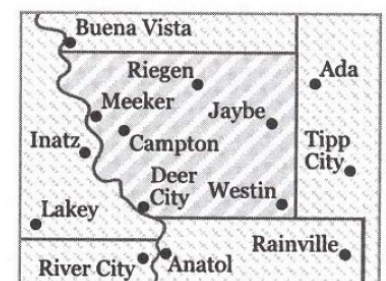 Buena Vista
Riegen
Ada
Meeker
Jaybe
Inatz
Campton
Tipp
City
Deer
City
Westin
Lakey
Rainville
River City
Anatol